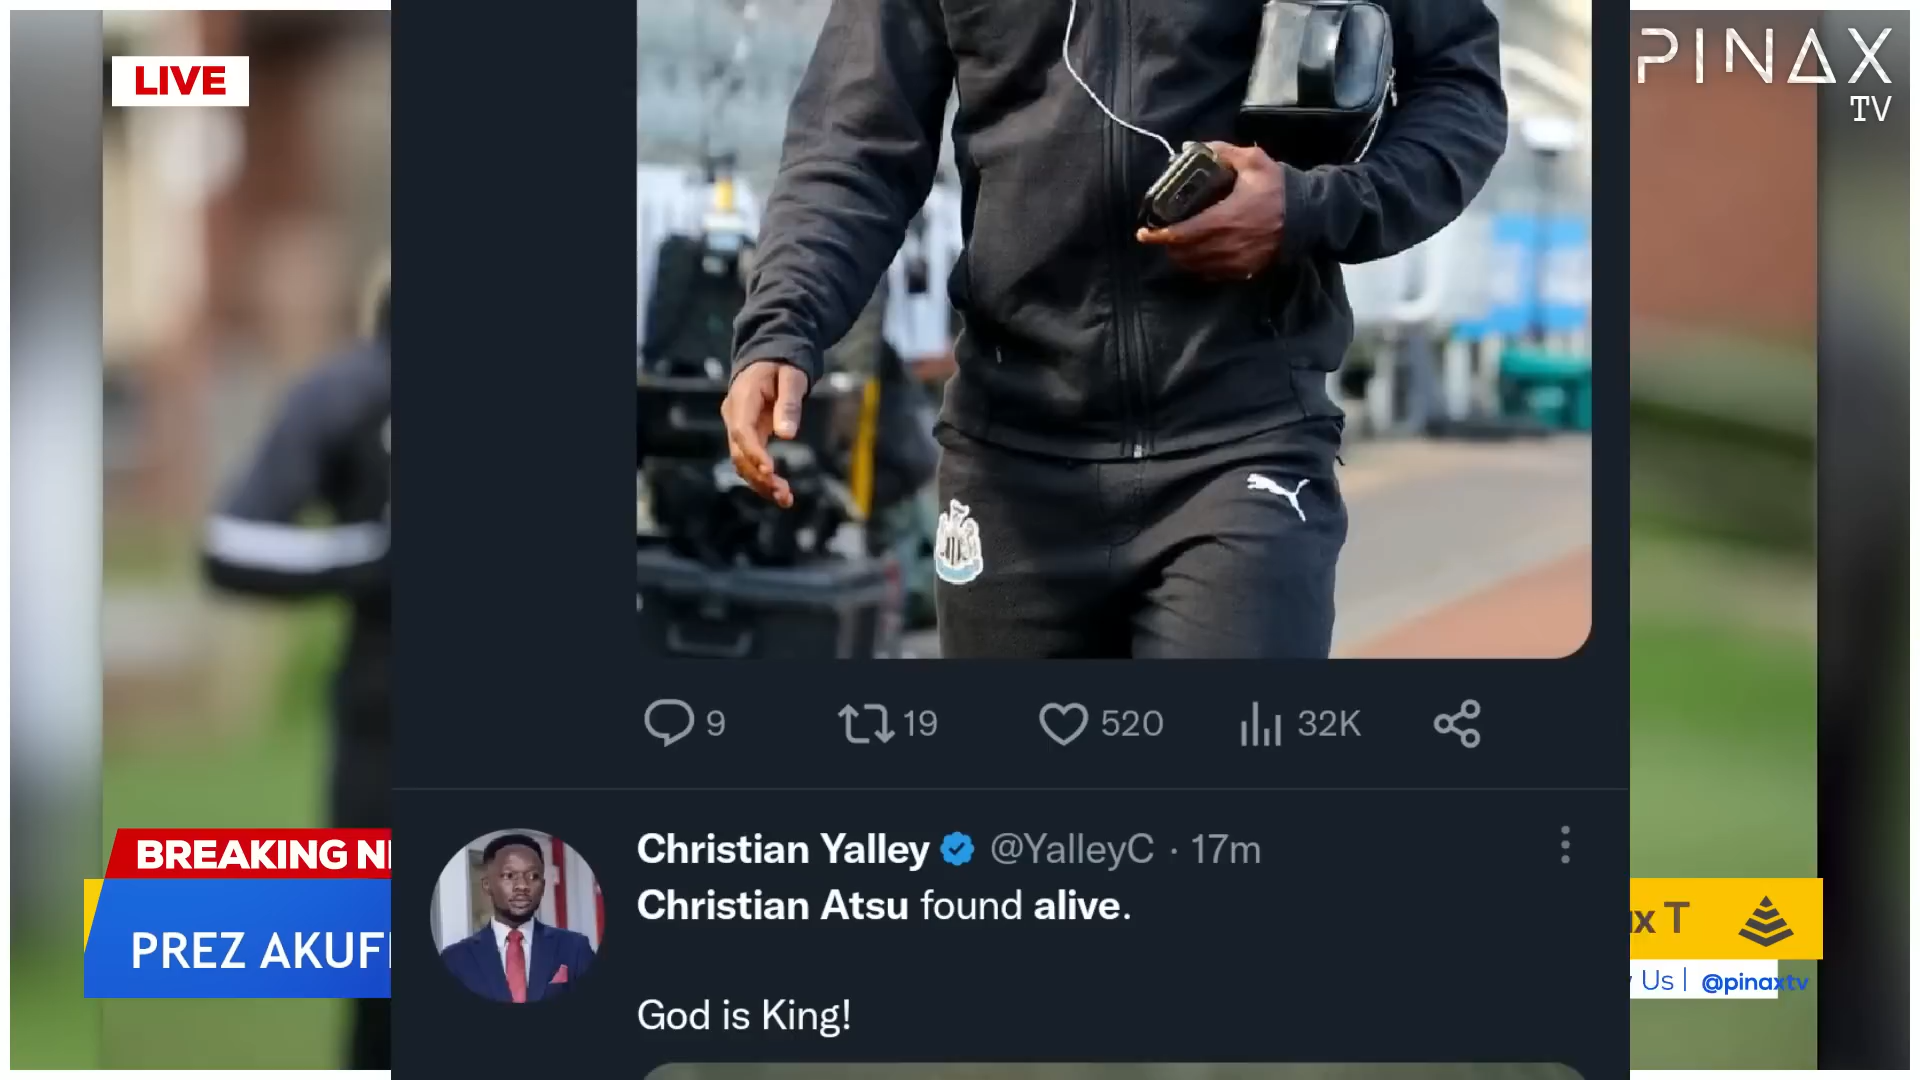 LIVE
PINAX
TV
9
19
520
32K
Christian Yalley @YalleyC · 17m
Christian Atsu found alive.
God is King!
BREAKING
PREZ
Us | @pinaxtv